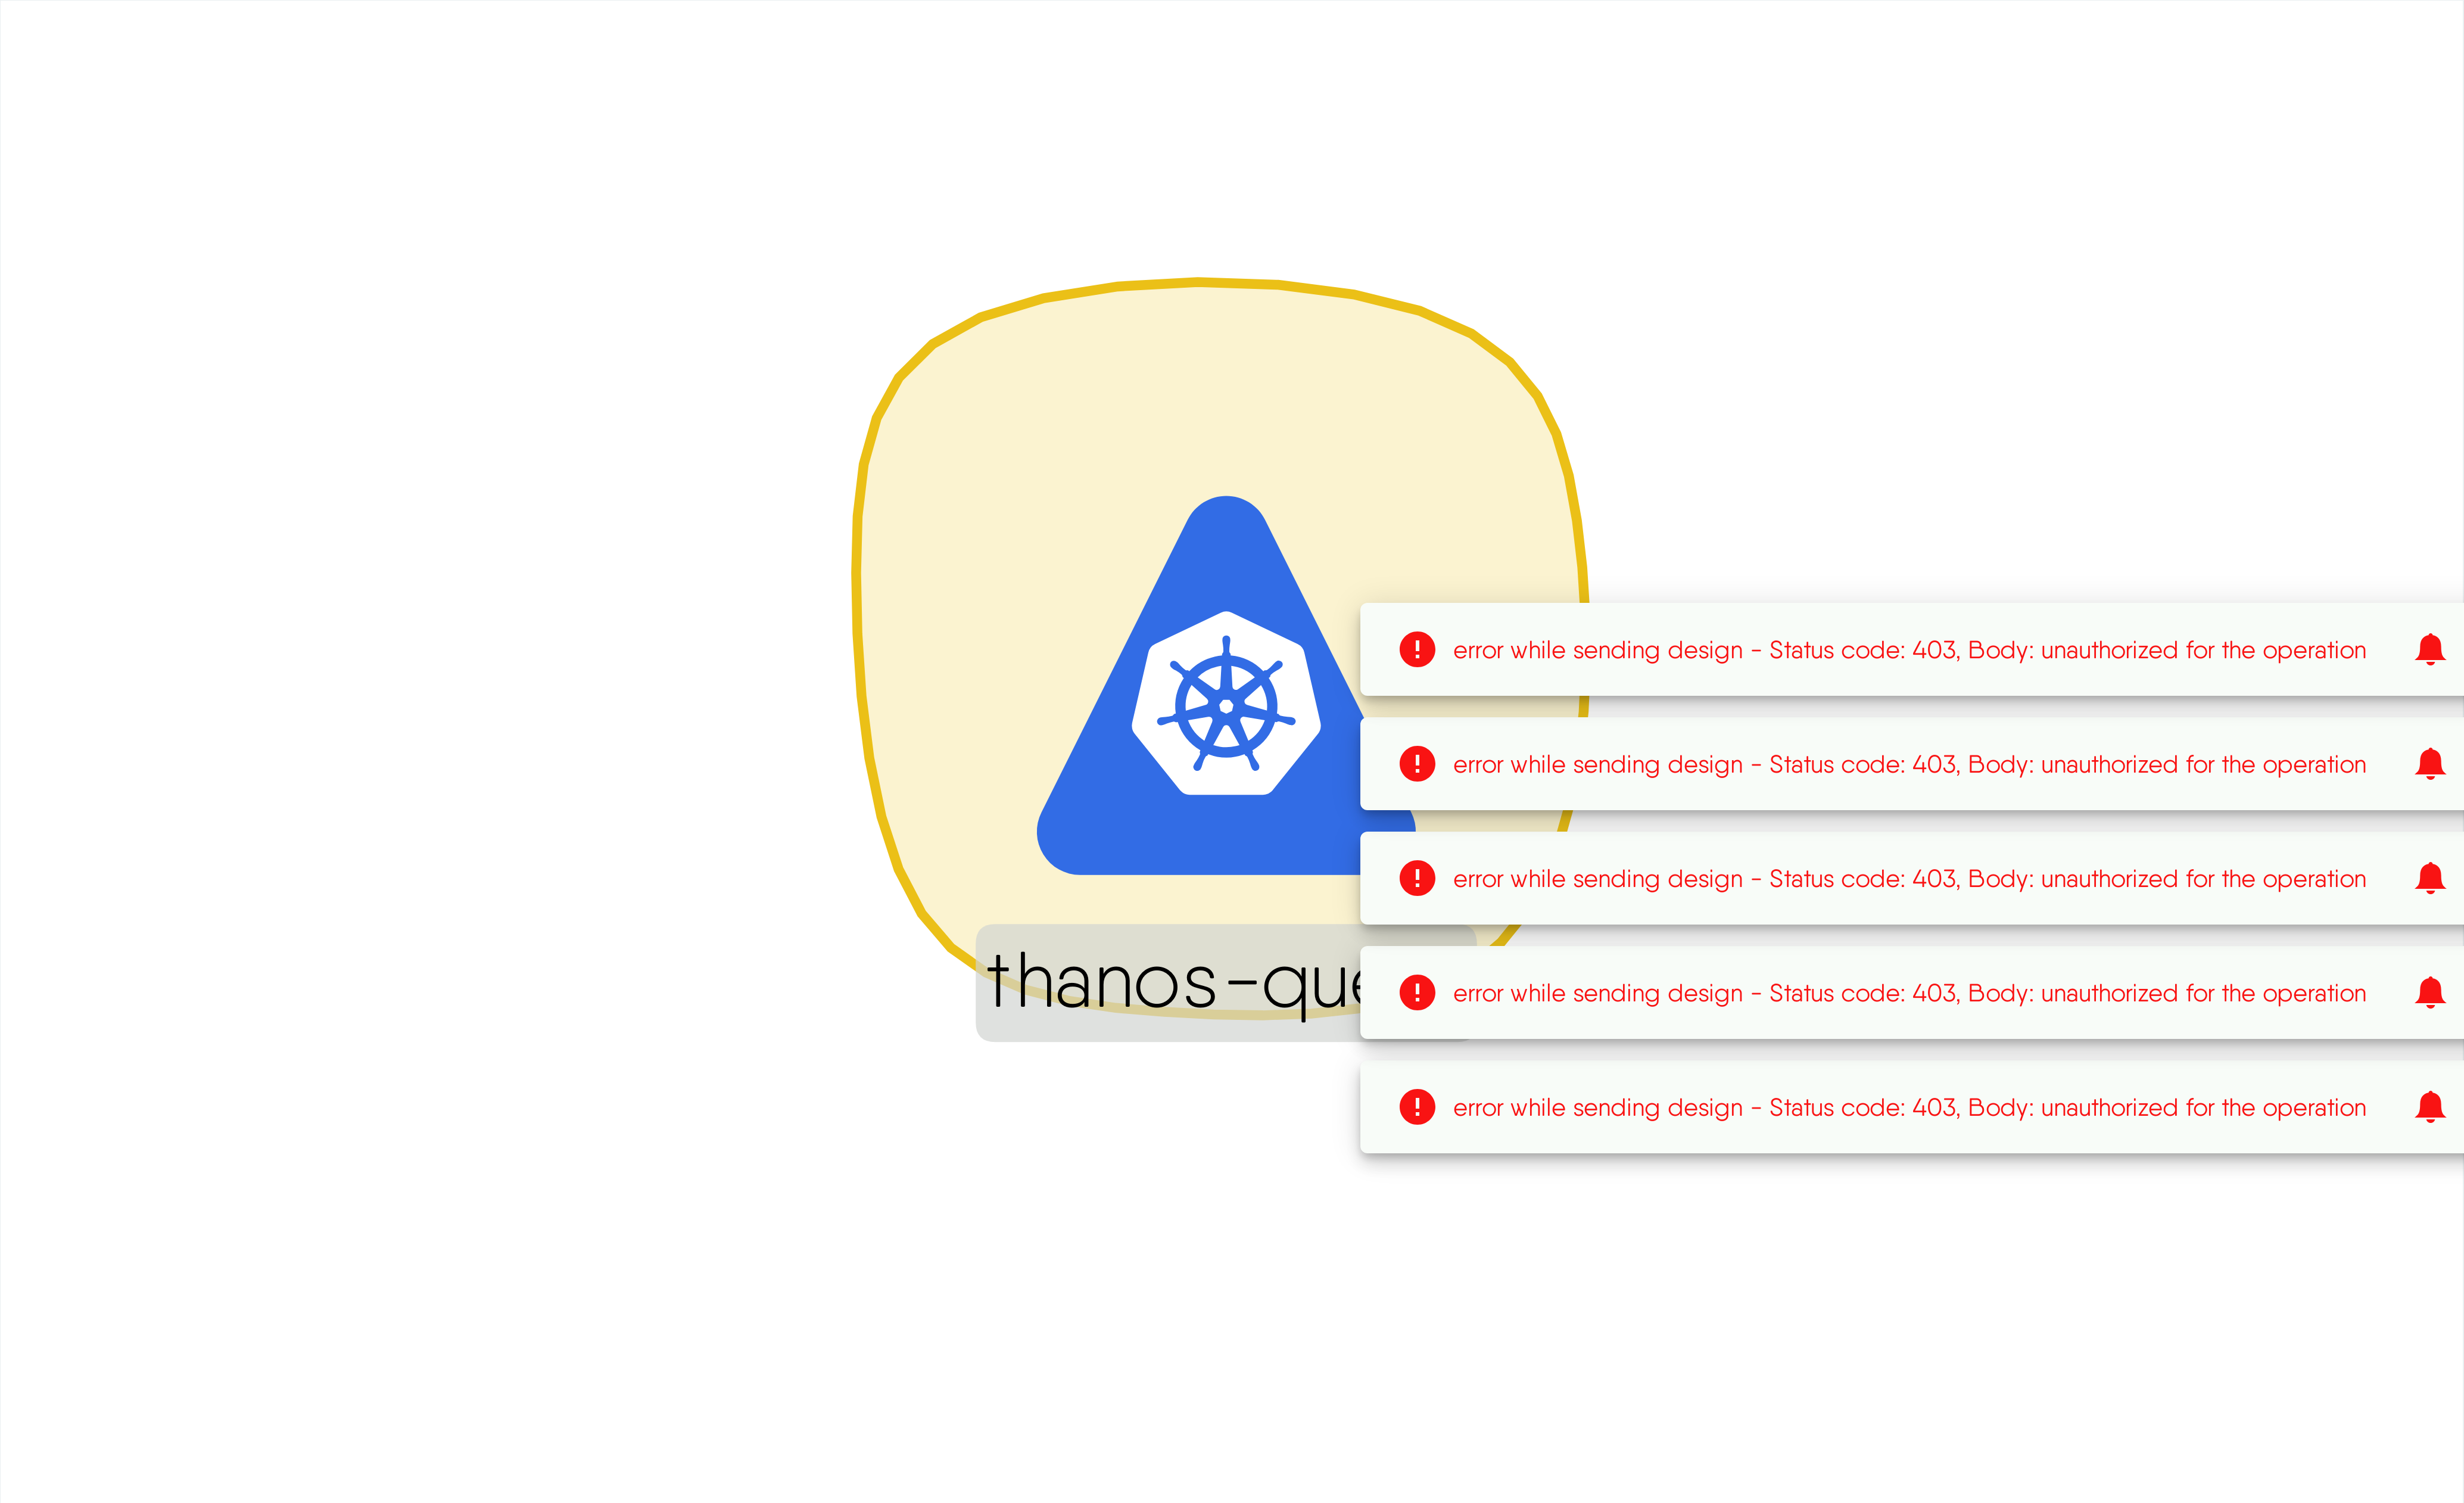 error while sending design - Status code: 403, Body: unauthorized for the operation
error while sending design - Status code: 403, Body: unauthorized for the operation
error while sending design - Status code: 403, Body: unauthorized for the operation
thanos-que
error while sending design - Status code: 403, Body: unauthorized for the operation
error while sending design - Status code: 403, Body: unauthorized for the operation